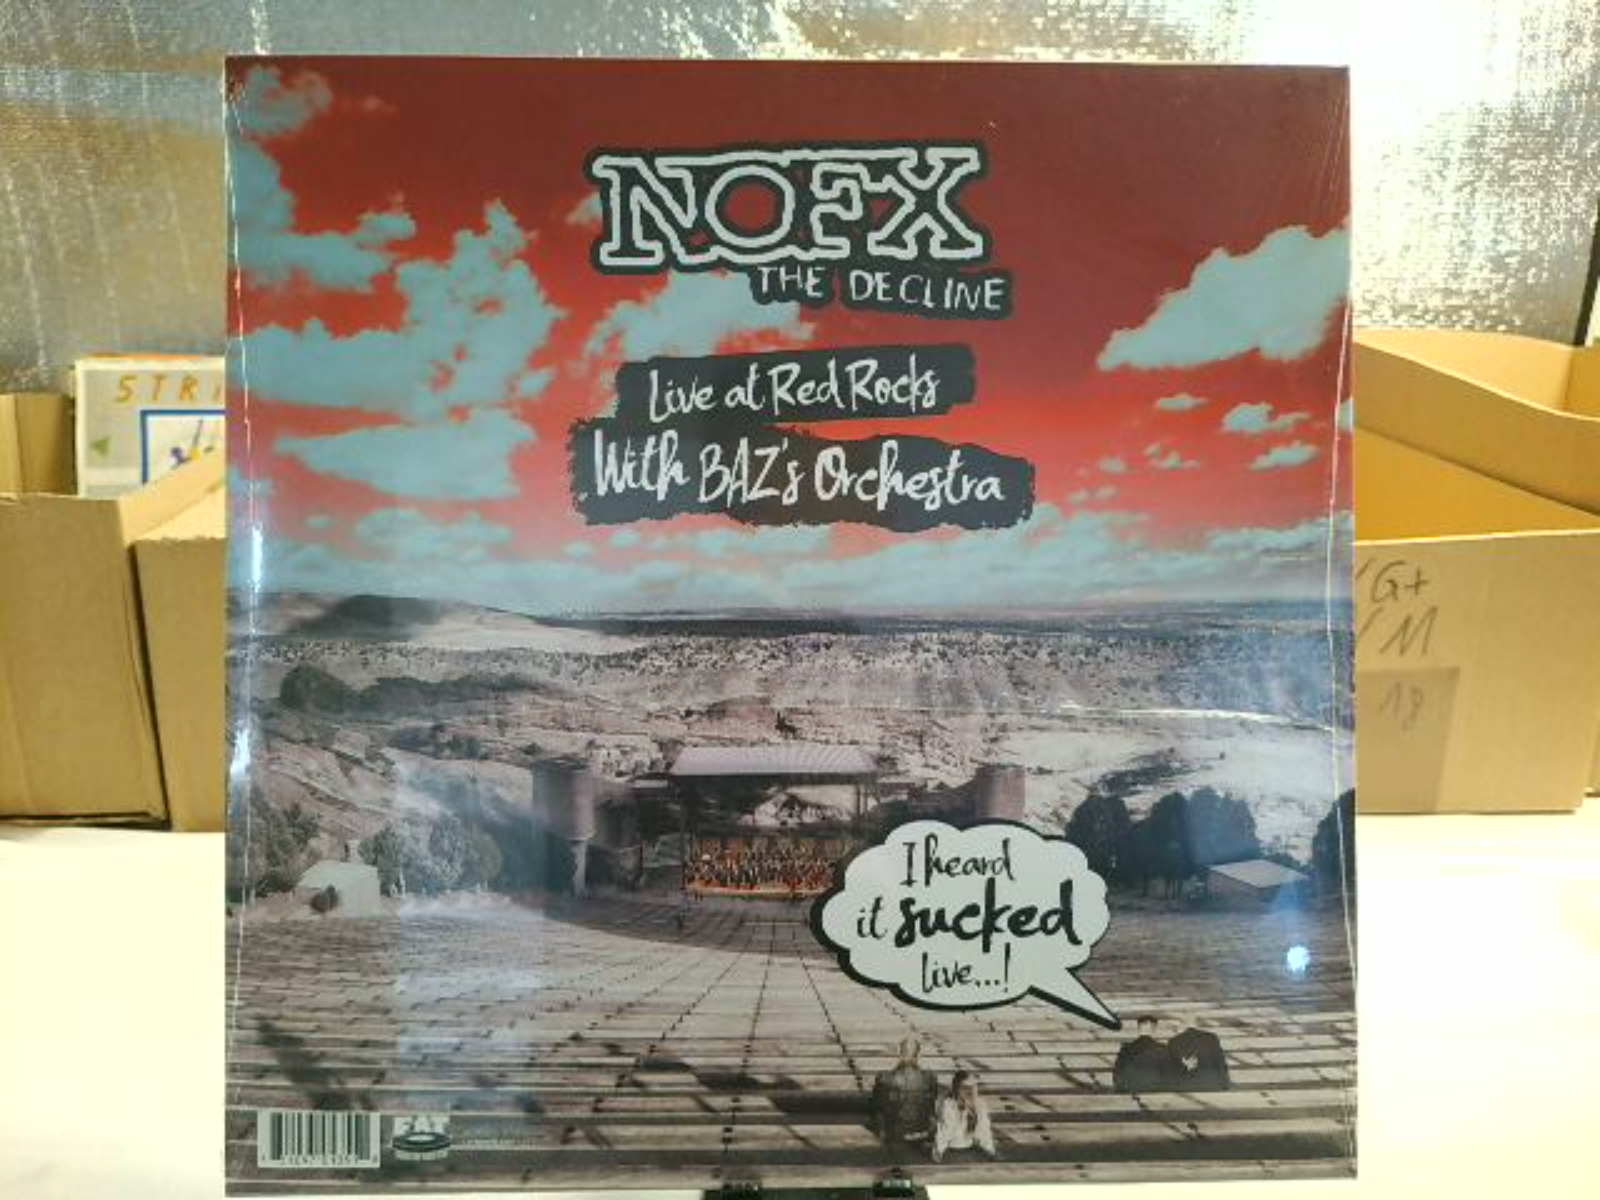 NOFX
THE DECLINE
Live at Red Rocks
With BAZ's Orchestra
STRI
G+
M
18
I heard
it sucked
live...!
FAT